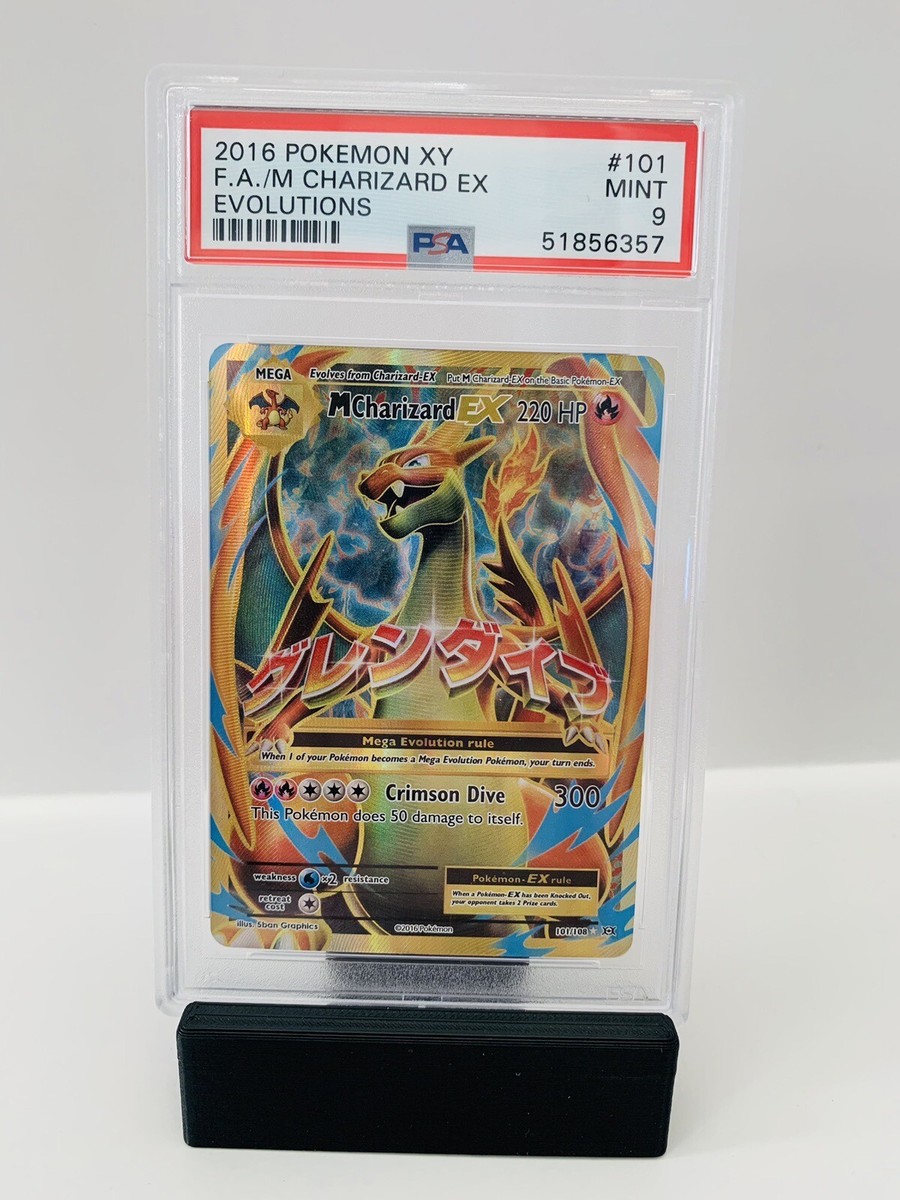 2016 POKEMON XY #101
F.A./M CHARIZARD EX MINT
EVOLUTIONS 9
PSA 51856357
MEGA Evolves from Charizard-EX Put M Charizard-EX on the Basic Pokémon-EX
M Charizard EX 220 HP
グレンダイブ
Mega Evolution rule
When 1 of your Pokémon becomes a Mega Evolution Pokémon, your turn ends.
Crimson Dive 300
This Pokémon does 50 damage to itself.
weakness ×2 resistance
retreat
cost
Pokémon-EX rule
When a Pokémon-EX has been Knocked Out,
your opponent takes 2 Prize cards.
illus. 5ban Graphics ©2016 Pokémon 101/108